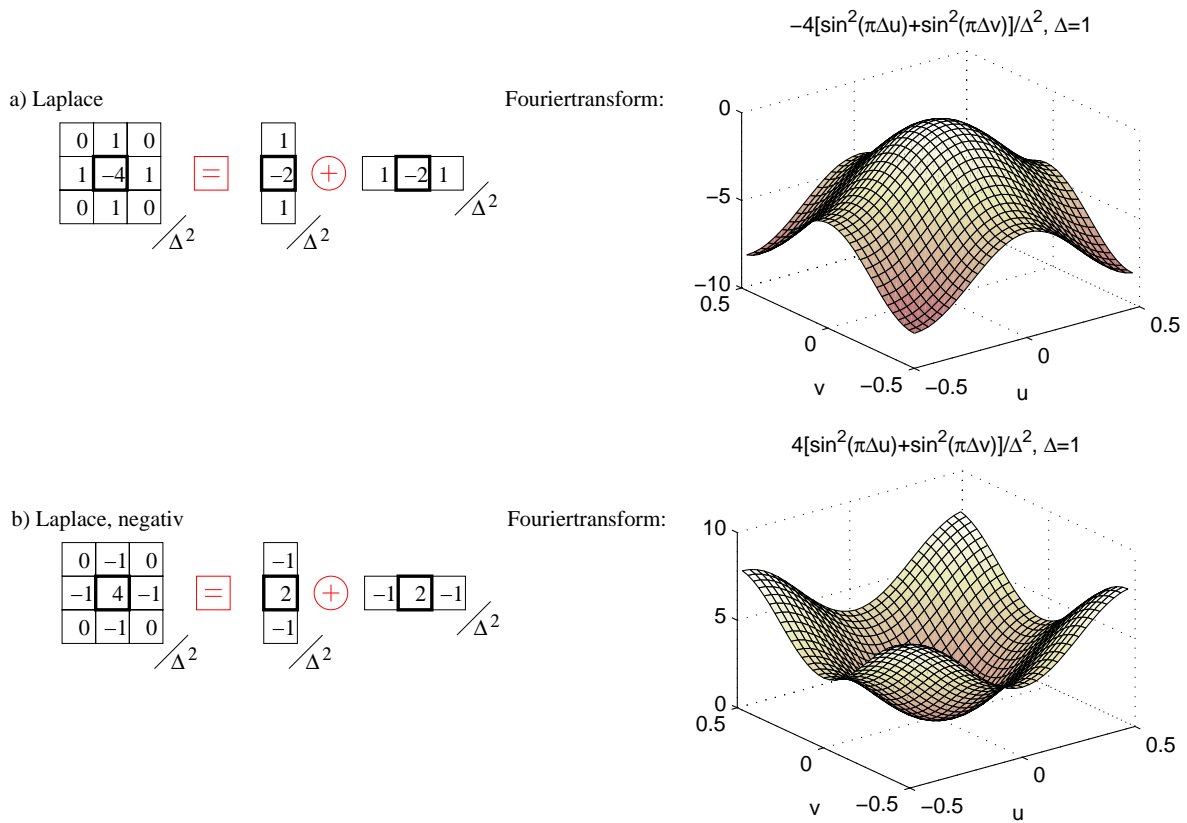 −4[sin²(πΔu)+sin²(πΔv)]/Δ², Δ=1
a) Laplace
Fouriertransform:
0 1 0
1 −4 1
0 1 0
/Δ²
=
1
−2
1
/Δ²
+
1 −2 1
/Δ²
0
−5
−10
0.5
0
−0.5
v
−0.5
0
0.5
u
4[sin²(πΔu)+sin²(πΔv)]/Δ², Δ=1
b) Laplace, negativ
Fouriertransform:
0 −1 0
−1 4 −1
0 −1 0
/Δ²
=
−1
2
−1
/Δ²
+
−1 2 −1
/Δ²
10
5
0
0.5
0
−0.5
v
−0.5
0
0.5
u